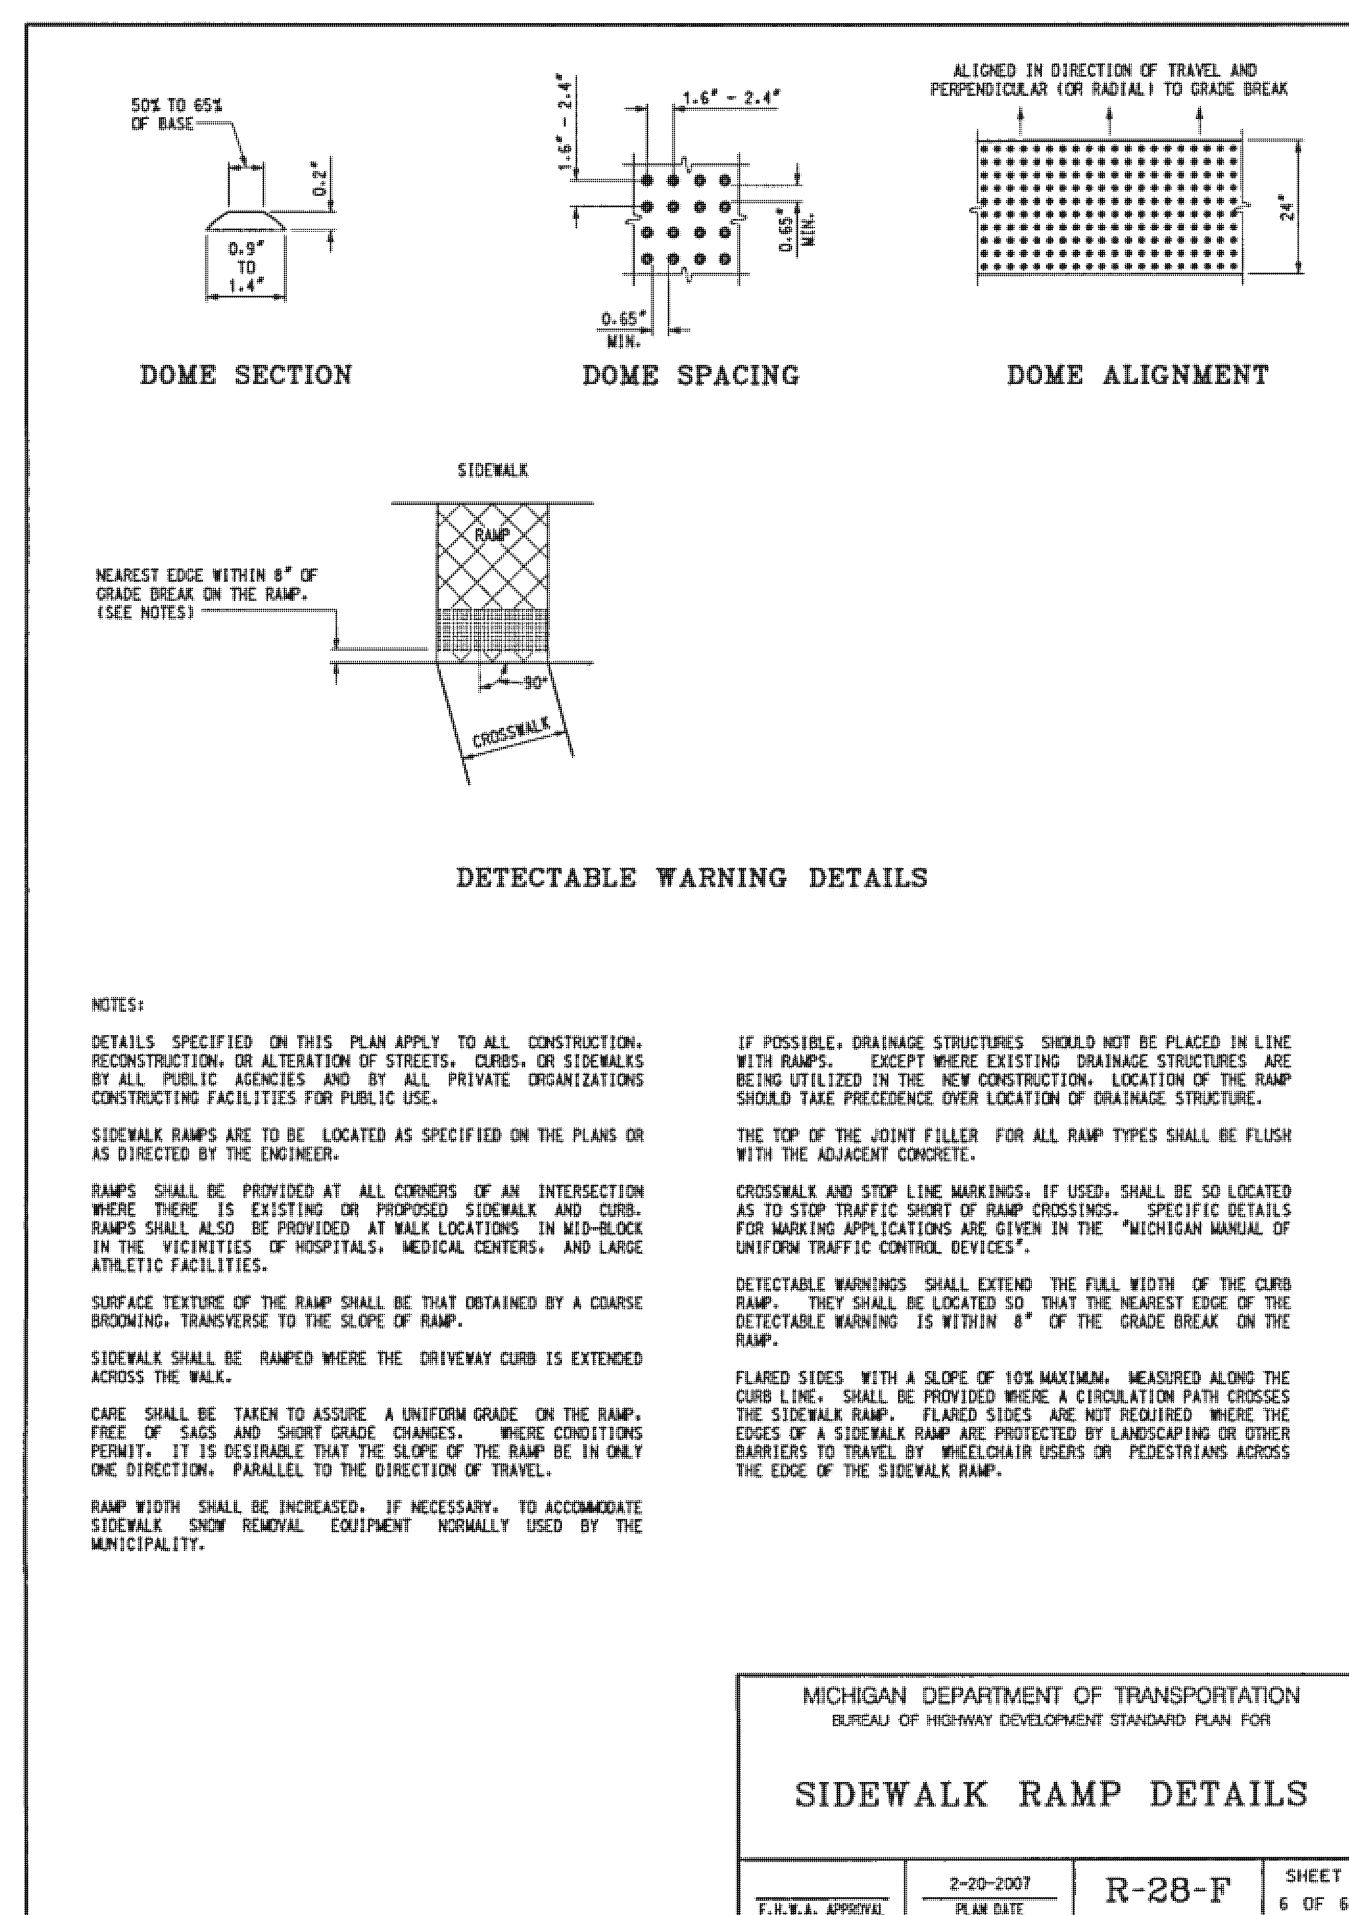 50% TO 65%
OF BASE
0.2"
0.9"
TO
1.4"
DOME SECTION
1.6" - 2.4"
1.6" - 2.4"
0.65"
MIN.
0.65"
MIN.
DOME SPACING
ALIGNED IN DIRECTION OF TRAVEL AND
PERPENDICULAR (OR RADIAL) TO GRADE BREAK
24"
DOME ALIGNMENT
SIDEWALK
RAMP
NEAREST EDGE WITHIN 8" OF
GRADE BREAK ON THE RAMP.
(SEE NOTES)
90°
CROSSWALK
DETECTABLE WARNING DETAILS
NOTES:
DETAILS SPECIFIED ON THIS PLAN APPLY TO ALL CONSTRUCTION,
RECONSTRUCTION, OR ALTERATION OF STREETS, CURBS, OR SIDEWALKS
BY ALL PUBLIC AGENCIES AND BY ALL PRIVATE ORGANIZATIONS
CONSTRUCTING FACILITIES FOR PUBLIC USE.
SIDEWALK RAMPS ARE TO BE LOCATED AS SPECIFIED ON THE PLANS OR
AS DIRECTED BY THE ENGINEER.
RAMPS SHALL BE PROVIDED AT ALL CORNERS OF AN INTERSECTION
WHERE THERE IS EXISTING OR PROPOSED SIDEWALK AND CURB.
RAMPS SHALL ALSO BE PROVIDED AT WALK LOCATIONS IN MID-BLOCK
IN THE VICINITIES OF HOSPITALS, MEDICAL CENTERS, AND LARGE
ATHLETIC FACILITIES.
SURFACE TEXTURE OF THE RAMP SHALL BE THAT OBTAINED BY A COARSE
BROOMING, TRANSVERSE TO THE SLOPE OF RAMP.
SIDEWALK SHALL BE RAMPED WHERE THE DRIVEWAY CURB IS EXTENDED
ACROSS THE WALK.
CARE SHALL BE TAKEN TO ASSURE A UNIFORM GRADE ON THE RAMP,
FREE OF SAGS AND SHORT GRADE CHANGES. WHERE CONDITIONS
PERMIT, IT IS DESIRABLE THAT THE SLOPE OF THE RAMP BE IN ONLY
ONE DIRECTION, PARALLEL TO THE DIRECTION OF TRAVEL.
RAMP WIDTH SHALL BE INCREASED, IF NECESSARY, TO ACCOMMODATE
SIDEWALK SNOW REMOVAL EQUIPMENT NORMALLY USED BY THE
MUNICIPALITY.
IF POSSIBLE, DRAINAGE STRUCTURES SHOULD NOT BE PLACED IN LINE
WITH RAMPS. EXCEPT WHERE EXISTING DRAINAGE STRUCTURES ARE
BEING UTILIZED IN THE NEW CONSTRUCTION, LOCATION OF THE RAMP
SHOULD TAKE PRECEDENCE OVER LOCATION OF DRAINAGE STRUCTURE.
THE TOP OF THE JOINT FILLER FOR ALL RAMP TYPES SHALL BE FLUSH
WITH THE ADJACENT CONCRETE.
CROSSWALK AND STOP LINE MARKINGS, IF USED, SHALL BE SO LOCATED
AS TO STOP TRAFFIC SHORT OF RAMP CROSSINGS. SPECIFIC DETAILS
FOR MARKING APPLICATIONS ARE GIVEN IN THE "MICHIGAN MANUAL OF
UNIFORM TRAFFIC CONTROL DEVICES".
DETECTABLE WARNINGS SHALL EXTEND THE FULL WIDTH OF THE CURB
RAMP. THEY SHALL BE LOCATED SO THAT THE NEAREST EDGE OF THE
DETECTABLE WARNING IS WITHIN 8" OF THE GRADE BREAK ON THE
RAMP.
FLARED SIDES WITH A SLOPE OF 10% MAXIMUM, MEASURED ALONG THE
CURB LINE, SHALL BE PROVIDED WHERE A CIRCULATION PATH CROSSES
THE SIDEWALK RAMP. FLARED SIDES ARE NOT REQUIRED WHERE THE
EDGES OF A SIDEWALK RAMP ARE PROTECTED BY LANDSCAPING OR OTHER
BARRIERS TO TRAVEL BY WHEELCHAIR USERS OR PEDESTRIANS ACROSS
THE EDGE OF THE SIDEWALK RAMP.
MICHIGAN DEPARTMENT OF TRANSPORTATION
BUREAU OF HIGHWAY DEVELOPMENT STANDARD PLAN FOR
SIDEWALK RAMP DETAILS
F.H.W.A. APPROVAL
2-20-2007
PLAN DATE
R-28-F
SHEET
6 OF 6